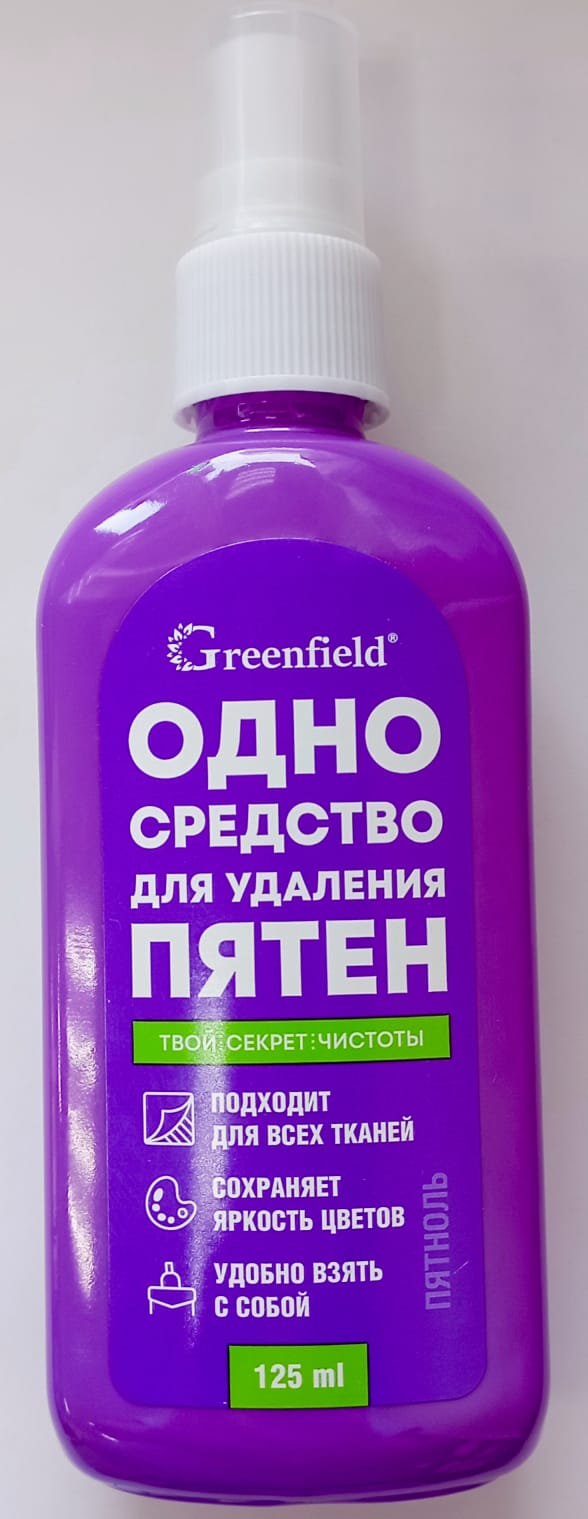 Greenfield®
ОДНО
СРЕДСТВО
ДЛЯ УДАЛЕНИЯ
ПЯТЕН
ТВОЙ СЕКРЕТ ЧИСТОТЫ
ПОДХОДИТ
ДЛЯ ВСЕХ ТКАНЕЙ
СОХРАНЯЕТ
ЯРКОСТЬ ЦВЕТОВ
УДОБНО ВЗЯТЬ
С СОБОЙ
ПЯТНОЛЬ
125 ml